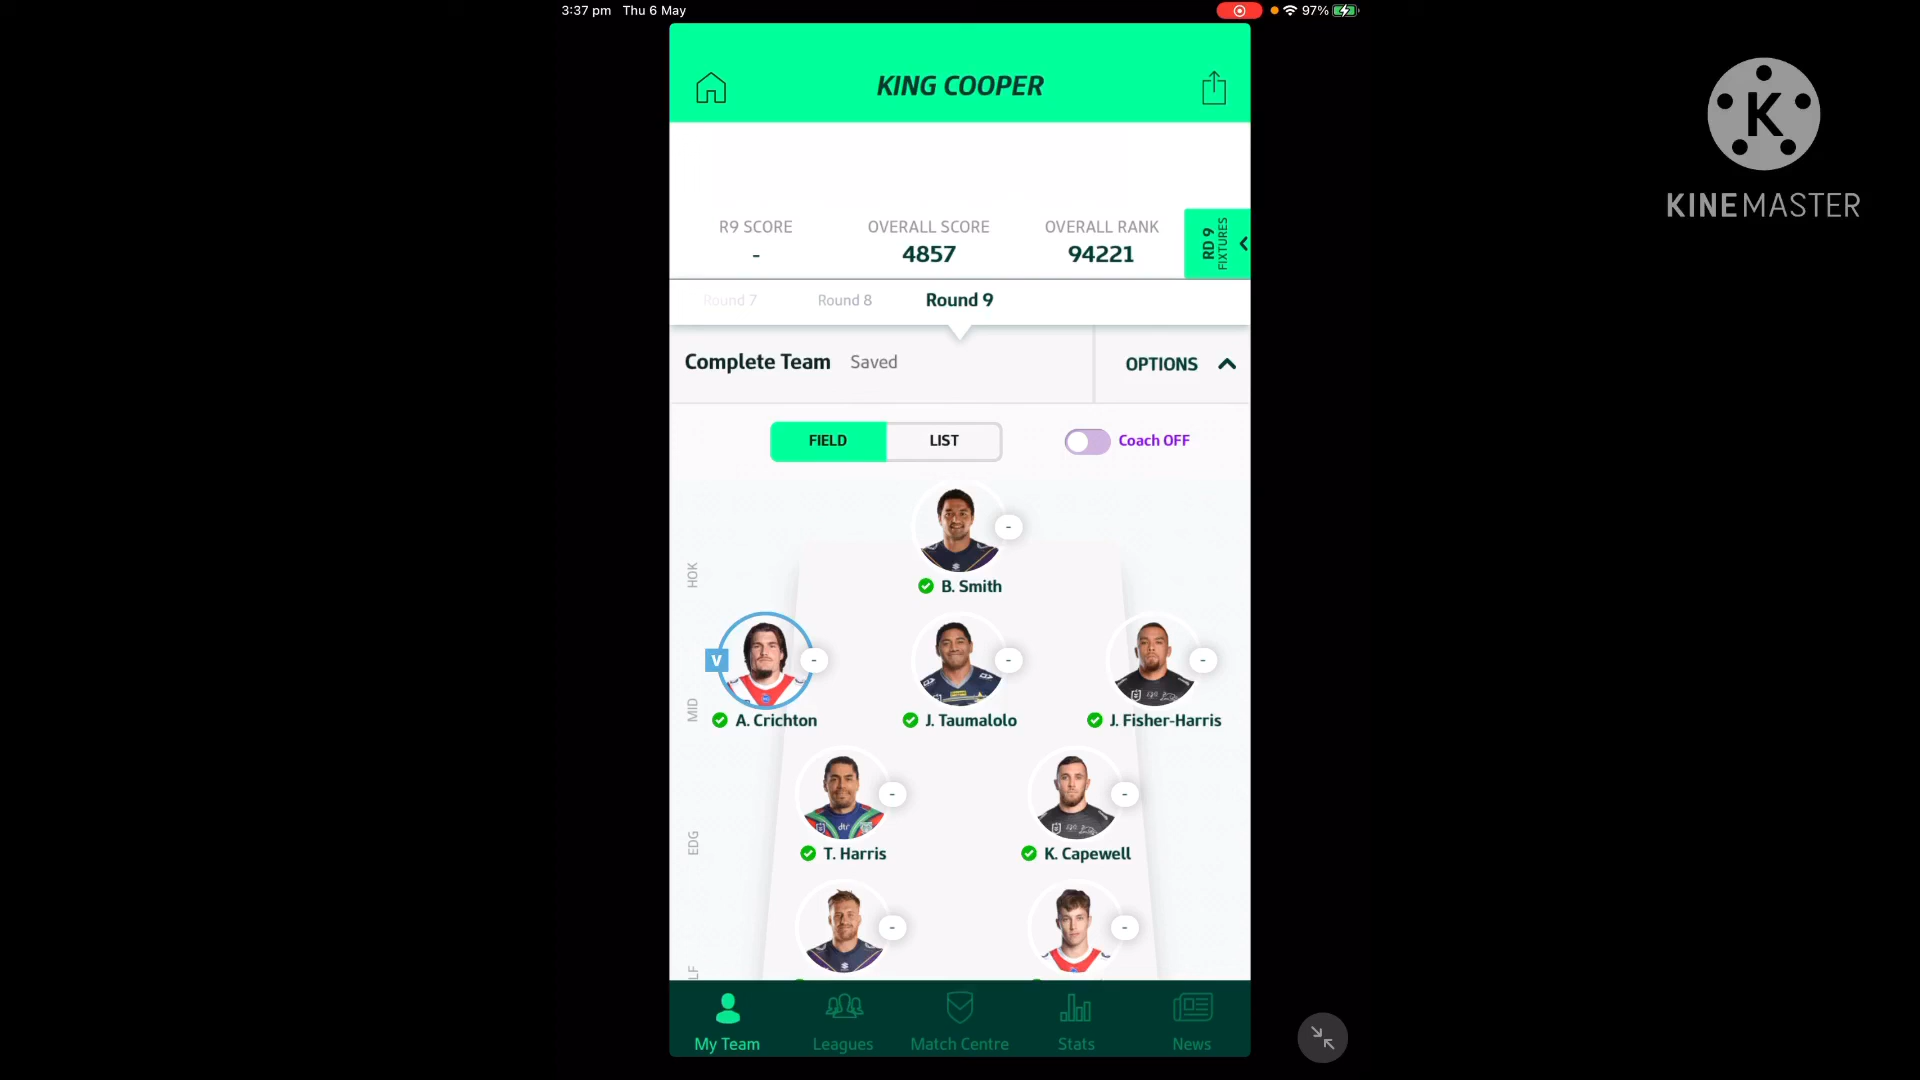 3:37 pm Thu 6 May
97%
KING COOPER
K
KINEMASTER
R9 SCORE
-
OVERALL SCORE
4857
OVERALL RANK
94221
RD 9
FIXTURES
Round 7
Round 8
Round 9
Complete Team Saved
OPTIONS
FIELD
LIST
Coach OFF
HOK
-
B. Smith
MID
V
-
A. Crichton
-
J. Taumalolo
-
J. Fisher-Harris
EDG
-
T. Harris
-
K. Capewell
LF
-
-
My Team
Leagues
Match Centre
Stats
News